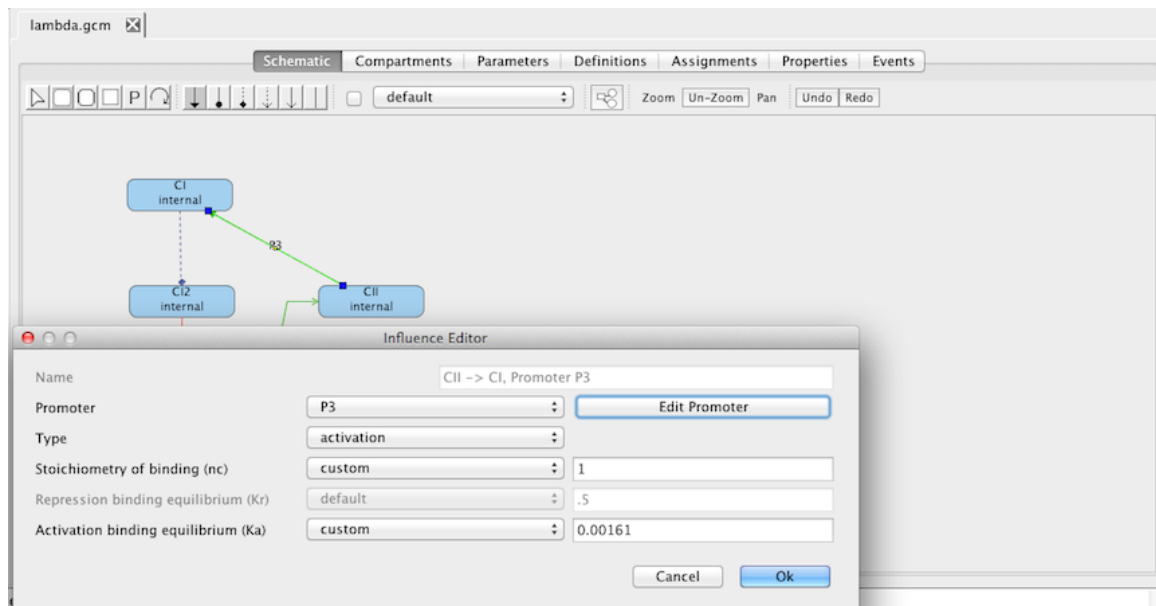 lambda.gcm
Schematic Compartments Parameters Definitions Assignments Properties Events
P default Zoom Un-Zoom Pan Undo Redo
CI
internal
P3
CI2
internal
CII
internal
Influence Editor
Name CII -> CI, Promoter P3
Promoter P3 Edit Promoter
Type activation
Stoichiometry of binding (nc) custom 1
Repression binding equilibrium (Kr) default .5
Activation binding equilibrium (Ka) custom 0.00161
Cancel Ok